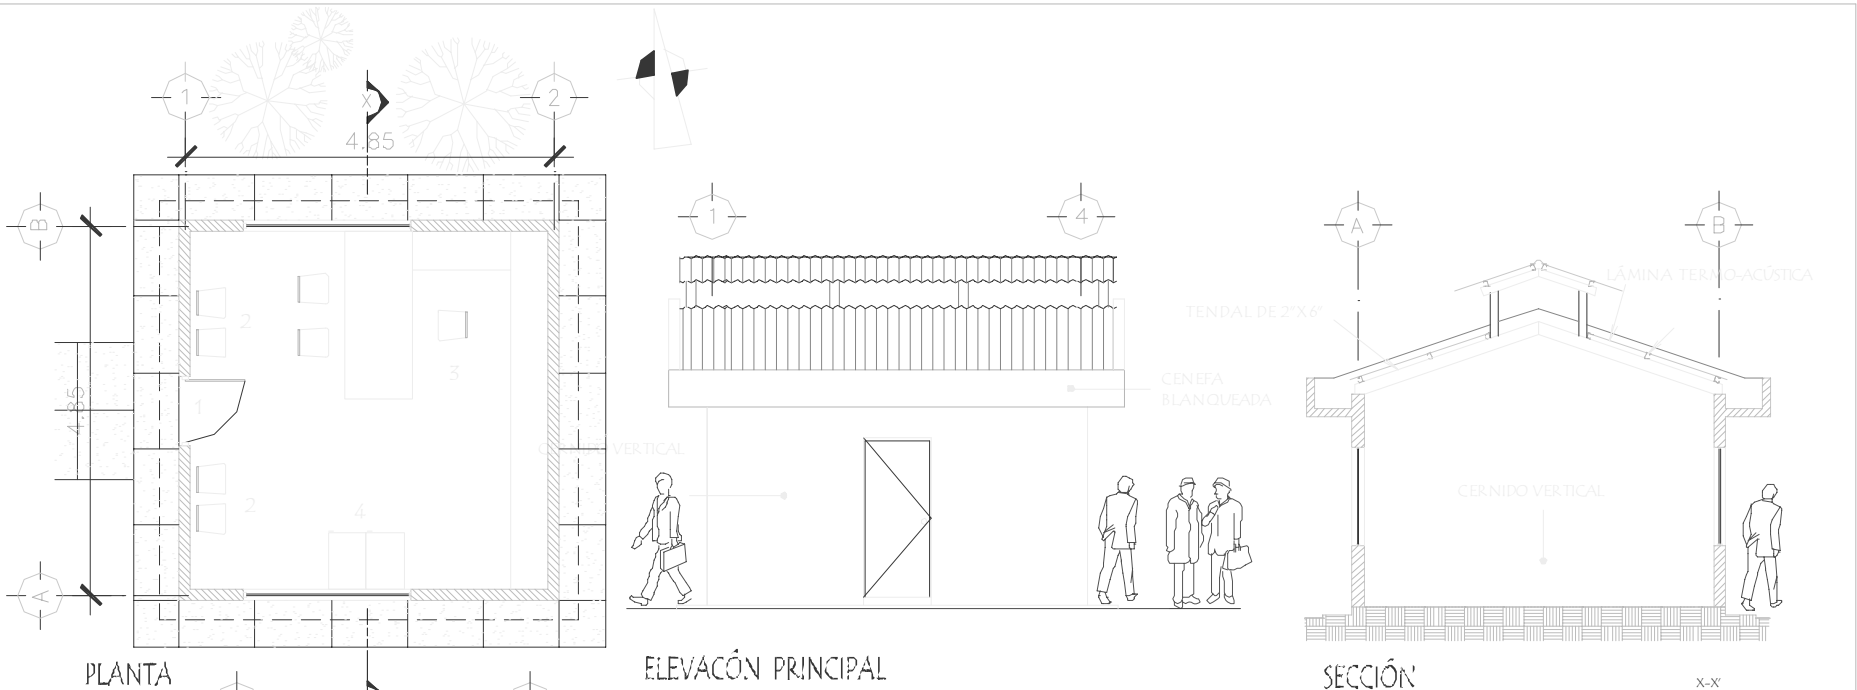 1
X
2
4.85
B
4.85
A
2
1
3
2
4
PLANTA
1
4
TENDAL DE 2"X6"
CENEFA
BLANQUEADA
CERNIDO VERTICAL
ELEVACÓN PRINCIPAL
A
B
LÁMINA TERMO-ACÚSTICA
CERNIDO VERTICAL
SECCIÓN
X-X'